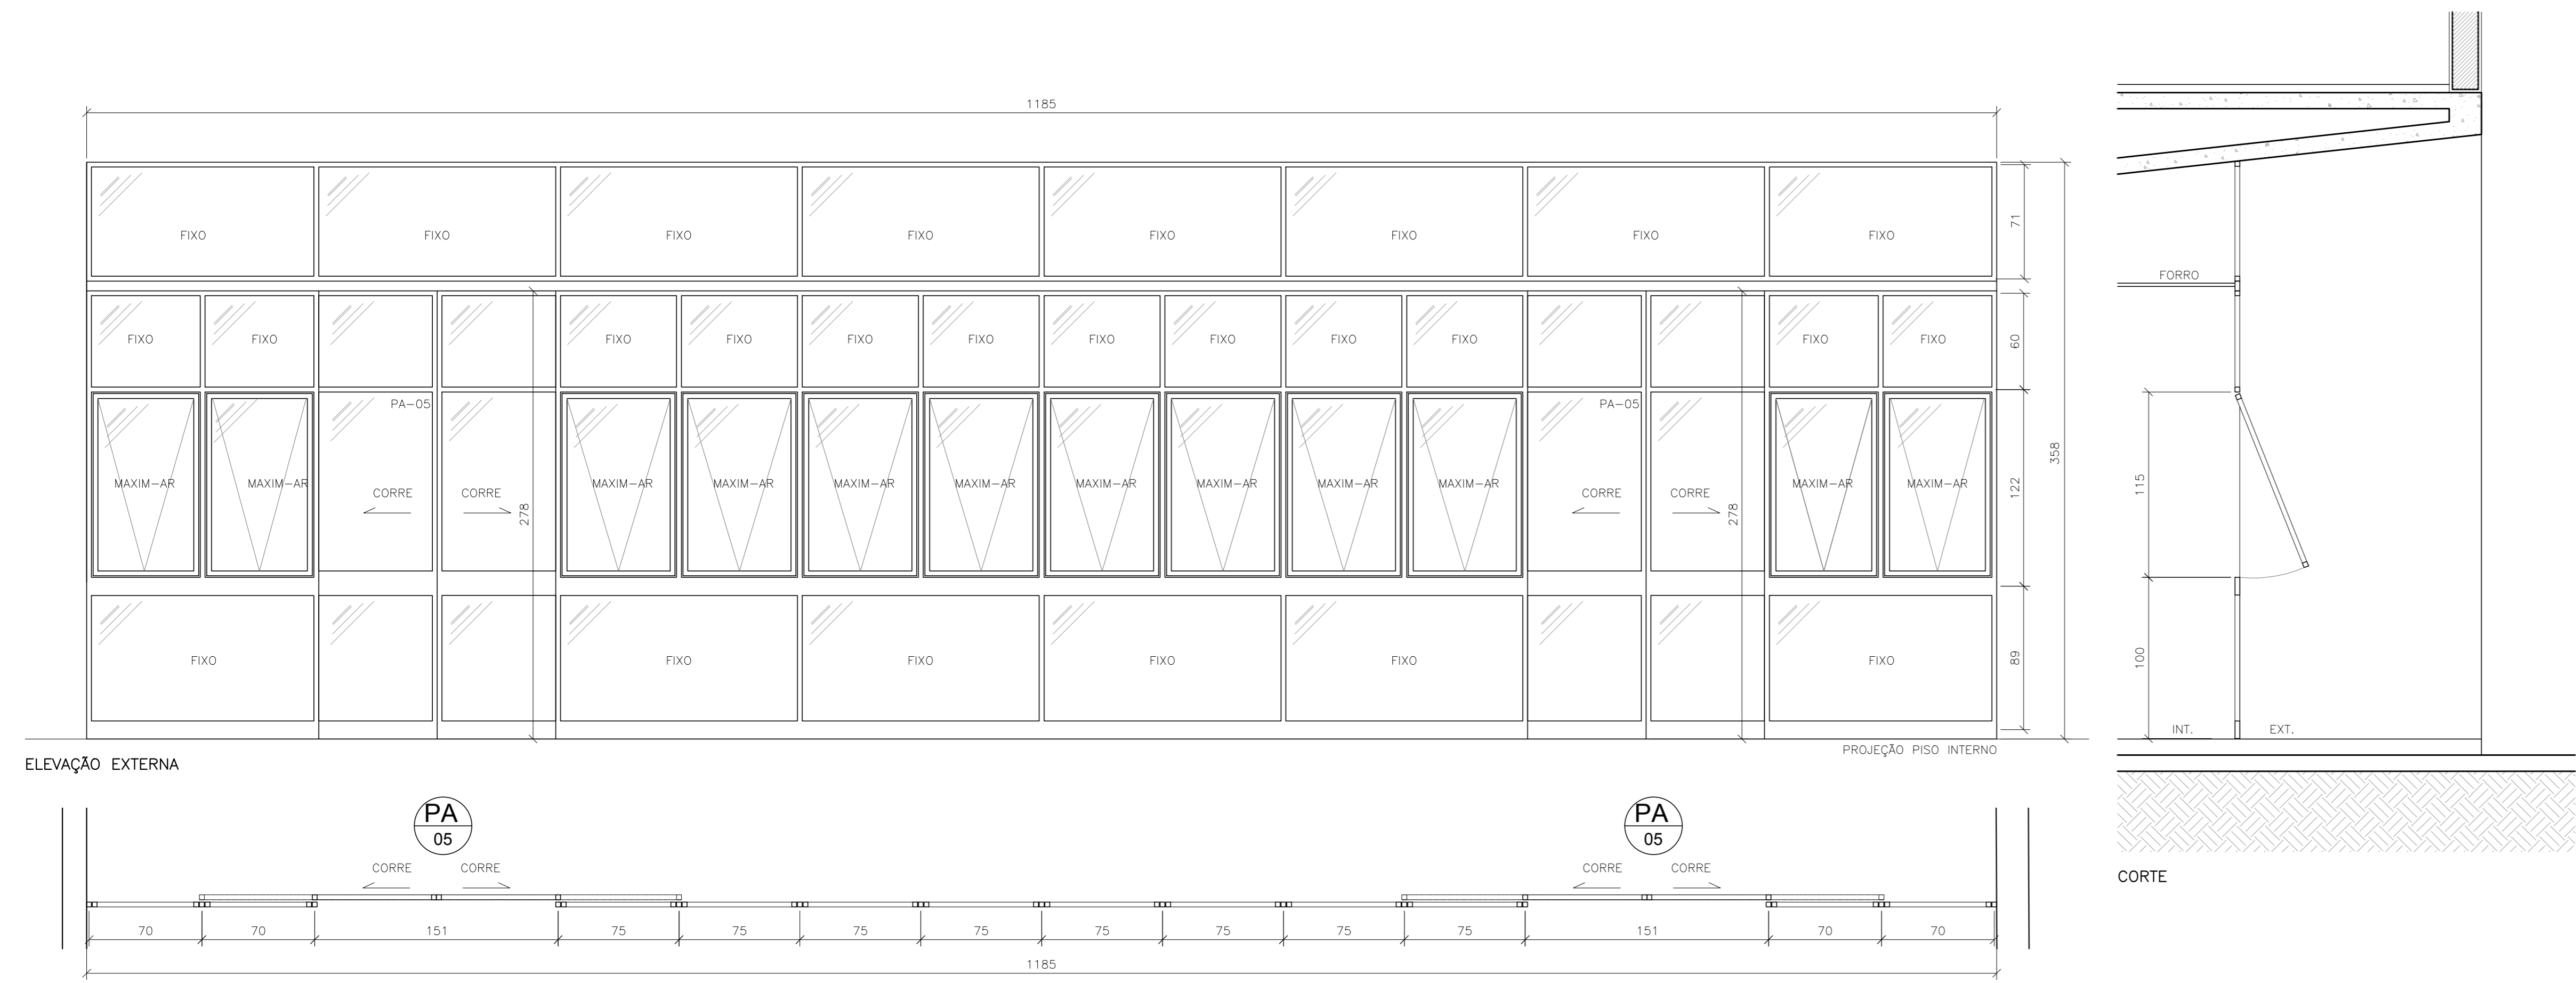 1185
FIXO FIXO FIXO FIXO FIXO FIXO FIXO FIXO
71
FORRO
FIXO FIXO FIXO FIXO FIXO FIXO FIXO FIXO FIXO FIXO FIXO FIXO
60
PA-05 PA-05
358
MAXIM-AR MAXIM-AR CORRE CORRE 278 MAXIM-AR MAXIM-AR MAXIM-AR MAXIM-AR MAXIM-AR MAXIM-AR MAXIM-AR MAXIM-AR CORRE CORRE 278 MAXIM-AR MAXIM-AR
122
115
FIXO FIXO FIXO FIXO FIXO FIXO
89
100
INT. EXT.
PROJEÇÃO PISO INTERNO
ELEVAÇÃO EXTERNA
PA PA
05 05
CORRE CORRE CORRE CORRE
CORTE
70 70 151 75 75 75 75 75 75 75 75 151 70 70
1185